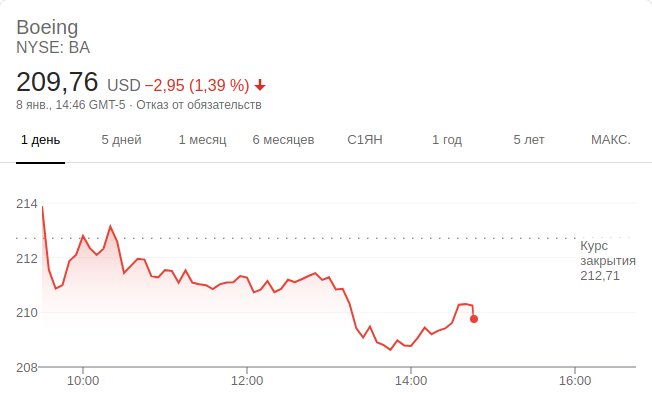 Boeing
NYSE: BA
209,76 USD −2,95 (1,39 %)
8 янв., 14:46 GMT-5 · Отказ от обязательств
1 день 5 дней 1 месяц 6 месяцев С1ЯН 1 год 5 лет МАКС.
214
212
210
208
Курс
закрытия
212,71
10:00 12:00 14:00 16:00